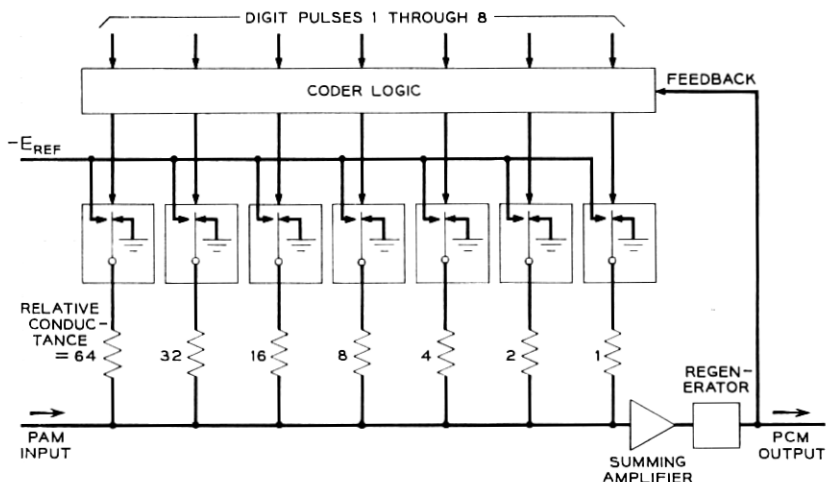 DIGIT PULSES 1 THROUGH 8
CODER LOGIC
FEEDBACK
-EREF
RELATIVE
CONDUC-
TANCE
= 64
32
16
8
4
2
1
REGEN-
ERATOR
PAM
INPUT
SUMMING
AMPLIFIER
PCM
OUTPUT